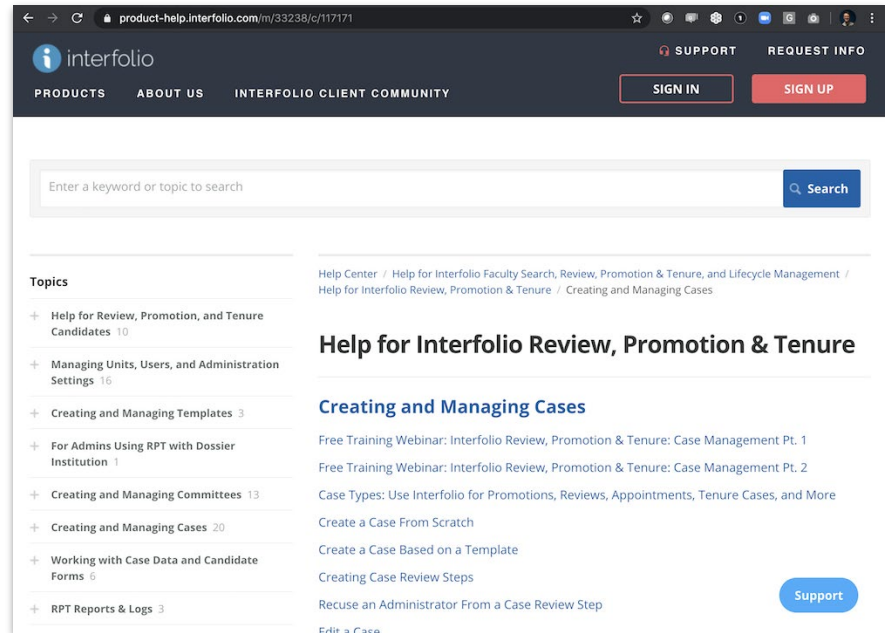 product-help.interfolio.com/m/33238/c/117171
interfolio
SUPPORT REQUEST INFO
PRODUCTS ABOUT US INTERFOLIO CLIENT COMMUNITY
SIGN IN SIGN UP
Enter a keyword or topic to search
Search
Topics
+ Help for Review, Promotion, and Tenure
Candidates 10
+ Managing Units, Users, and Administration
Settings 16
+ Creating and Managing Templates 3
+ For Admins Using RPT with Dossier
Institution 1
+ Creating and Managing Committees 13
+ Creating and Managing Cases 20
+ Working with Case Data and Candidate
Forms 6
+ RPT Reports & Logs 3
Help Center / Help for Interfolio Faculty Search, Review, Promotion & Tenure, and Lifecycle Management /
Help for Interfolio Review, Promotion & Tenure / Creating and Managing Cases
Help for Interfolio Review, Promotion & Tenure
Creating and Managing Cases
Free Training Webinar: Interfolio Review, Promotion & Tenure: Case Management Pt. 1
Free Training Webinar: Interfolio Review, Promotion & Tenure: Case Management Pt. 2
Case Types: Use Interfolio for Promotions, Reviews, Appointments, Tenure Cases, and More
Create a Case From Scratch
Create a Case Based on a Template
Creating Case Review Steps
Recuse an Administrator From a Case Review Step
Edit a Case
Support